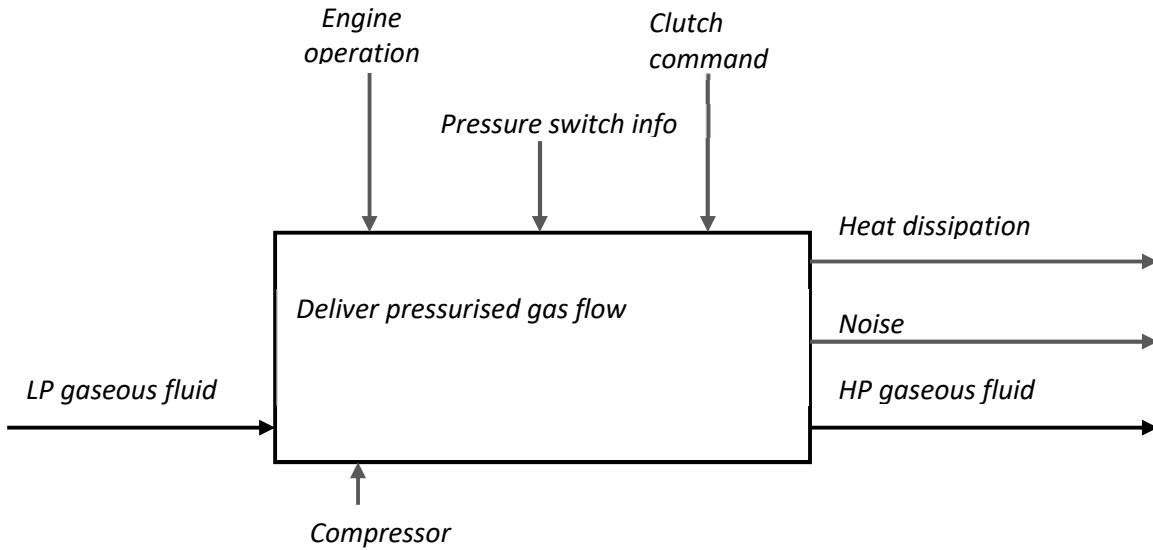 Engine
operation
Clutch
command
Pressure switch info
Heat dissipation
Deliver pressurised gas flow
Noise
LP gaseous fluid
HP gaseous fluid
Compressor